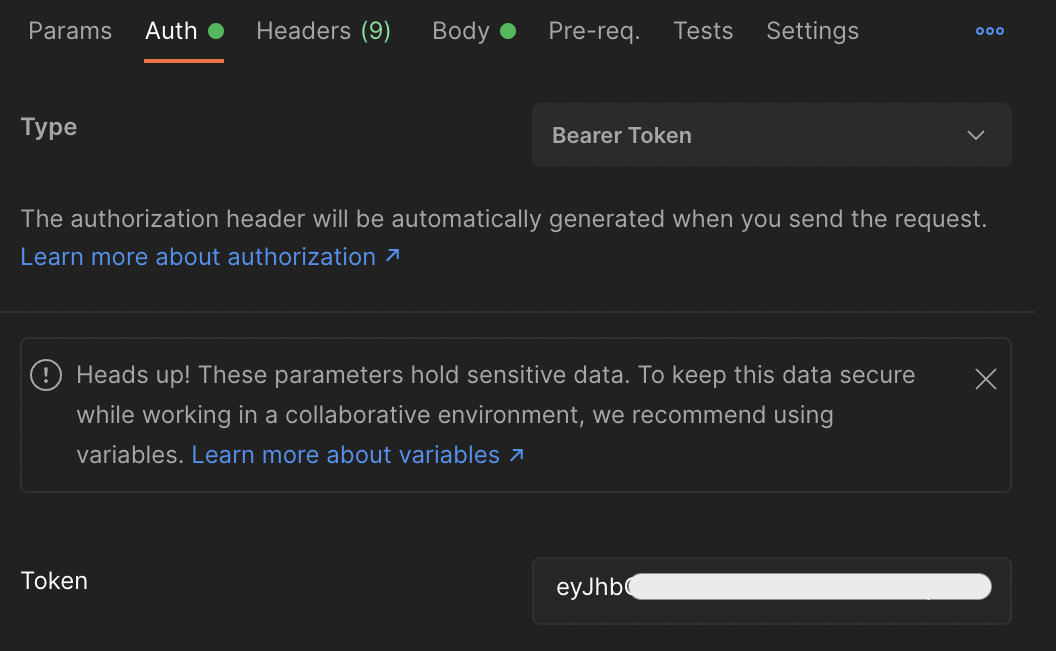 Params Auth Headers (9) Body Pre-req. Tests Settings
Type
Bearer Token
The authorization header will be automatically generated when you send the request.
Learn more about authorization ↗
Heads up! These parameters hold sensitive data. To keep this data secure
while working in a collaborative environment, we recommend using
variables. Learn more about variables ↗
Token
eyJhb